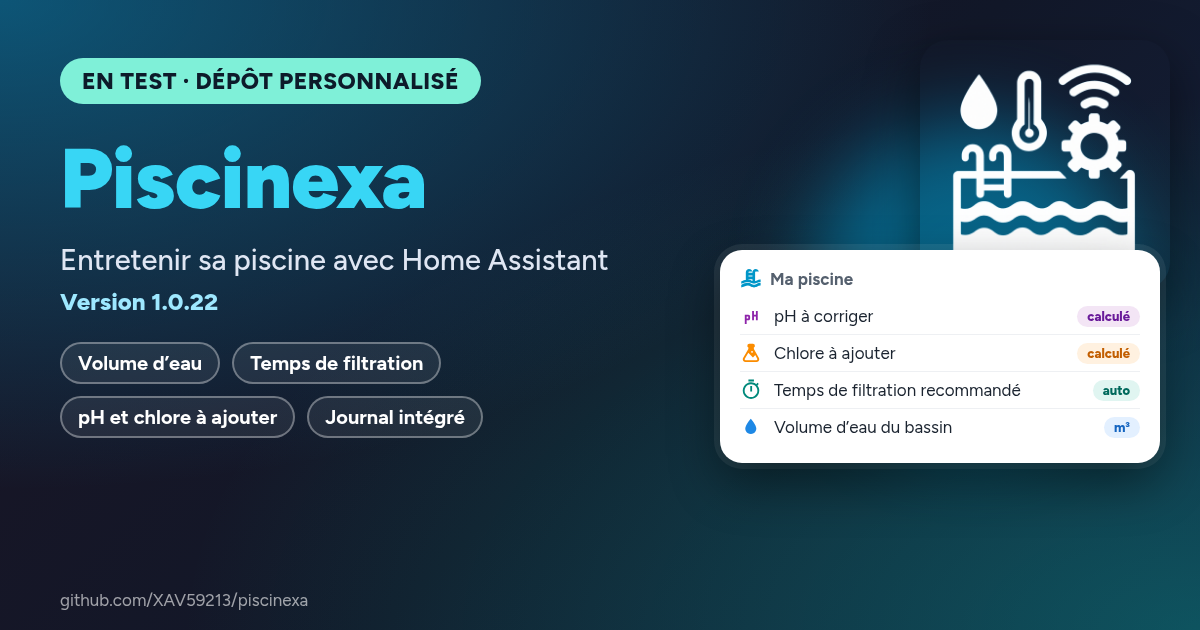 EN TEST · DÉPÔT PERSONNALISÉ
Piscinexa
Entretenir sa piscine avec Home Assistant
Version 1.0.22
Volume d’eau
Temps de filtration
pH et chlore à ajouter
Journal intégré
Ma piscine
pH
pH à corriger
calculé
Chlore à ajouter
calculé
Temps de filtration recommandé
auto
Volume d’eau du bassin
m³
github.com/XAV59213/piscinexa